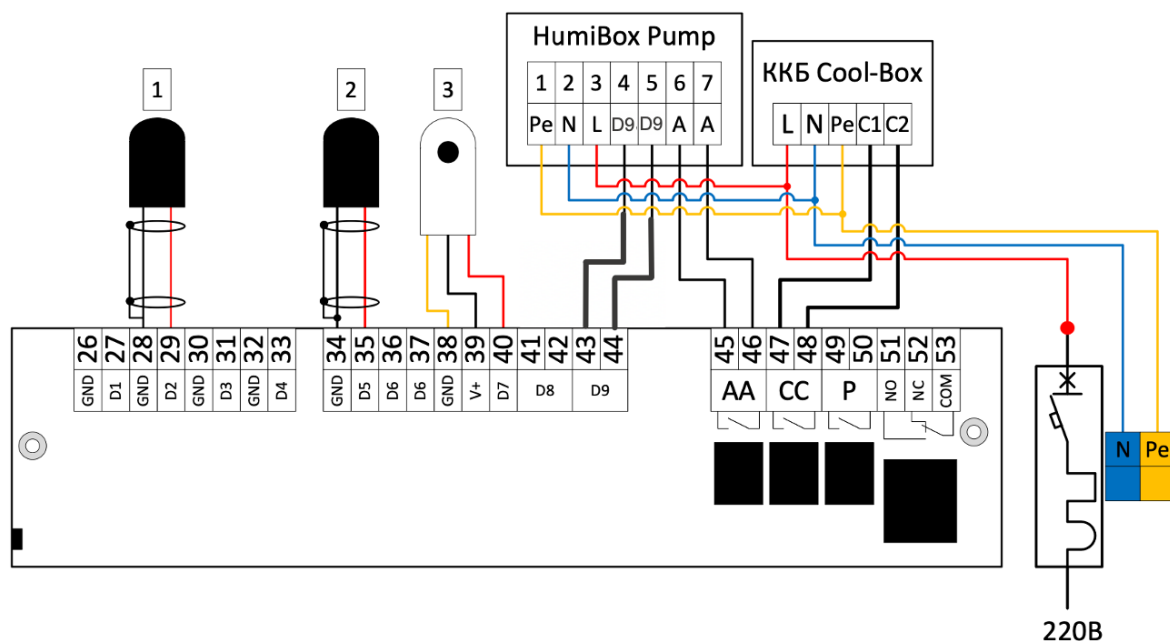 HumiBox Pump
ККБ Cool-Box
1 2 3
1 2 3 4 5 6 7
Pe N L D9 D9 A A
L N Pe C1 C2
26 27 28 29 30 31 32 33 34 35 36 37 38 39 40 41 42 43 44 45 46 47 48 49 50 51 52 53
GND D1 GND D2 GND D3 GND D4 GND D5 D6 D6 GND V+ D7 D8 D9 AA CC P NO NC COM
N Pe
220В